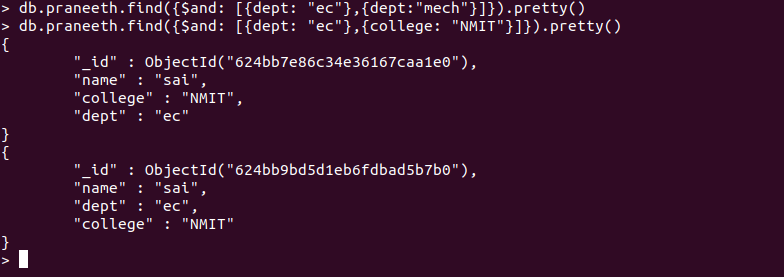 > db.praneeth.find({$and: [{dept: "ec"},{dept:"mech"}]}).pretty()
> db.praneeth.find({$and: [{dept: "ec"},{college: "NMIT"}]}).pretty()
{
        "_id" : ObjectId("624bb7e86c34e36167caa1e0"),
        "name" : "sai",
        "college" : "NMIT",
        "dept" : "ec"
}
{
        "_id" : ObjectId("624bb9bd5d1eb6fdbad5b7b0"),
        "name" : "sai",
        "dept" : "ec",
        "college" : "NMIT"
}
>